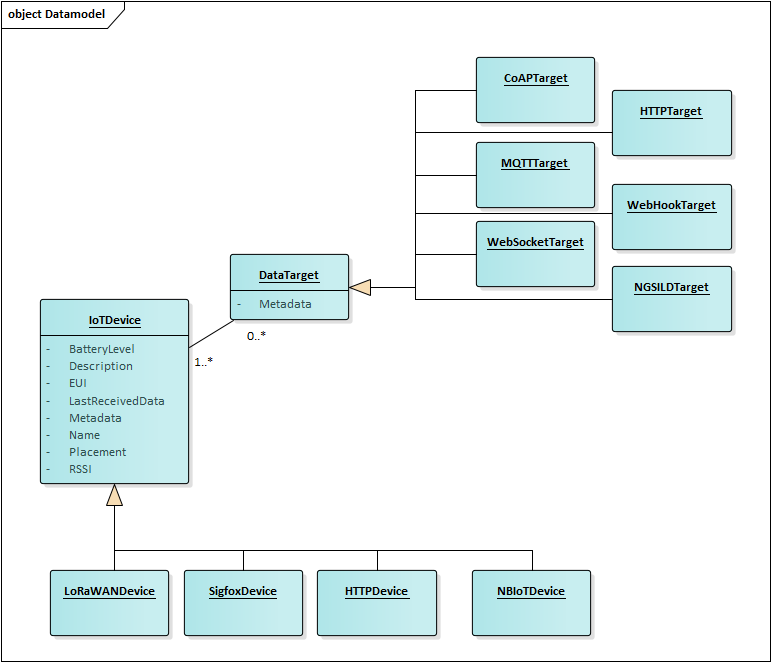 object Datamodel
CoAPTarget
HTTPTarget
MQTTTarget
WebHookTarget
WebSocketTarget
DataTarget
- Metadata
NGSILDTarget
IoTDevice
0..*
1..*
- BatteryLevel
- Description
- EUI
- LastReceivedData
- Metadata
- Name
- Placement
- RSSI
LoRaWANDevice
SigfoxDevice
HTTPDevice
NBIoTDevice